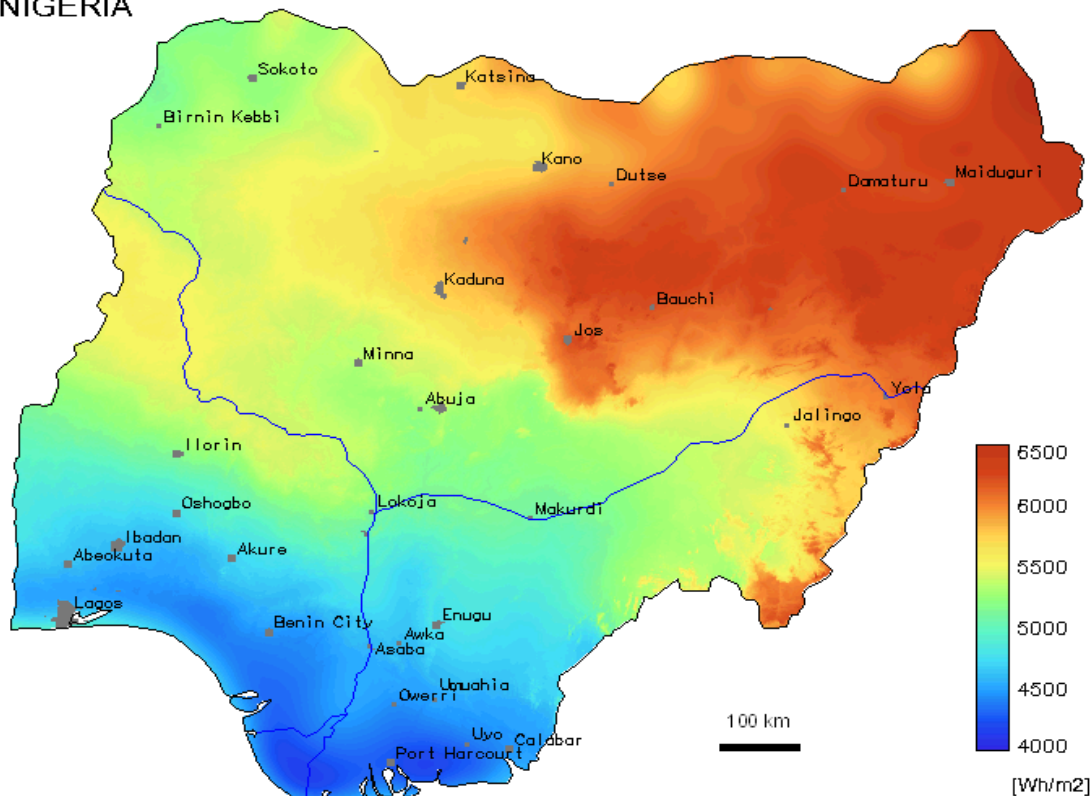 NIGERIA
Sokoto
Katsina
Birnin Kebbi
Kano
Dutse
Damaturu
Maiduguri
Kaduna
Bauchi
Jos
Minna
Abuja
Yola
Jalingo
Ilorin
Oshogbo
Lokoja
Makurdi
Ibadan
Abeokuta
Akure
Lagos
Benin City
Enugu
Awka
Asaba
Umuahia
Owerri
Uyo
Calabar
Port Harcourt
100 km
6500
6000
5500
5000
4500
4000
[Wh/m2]